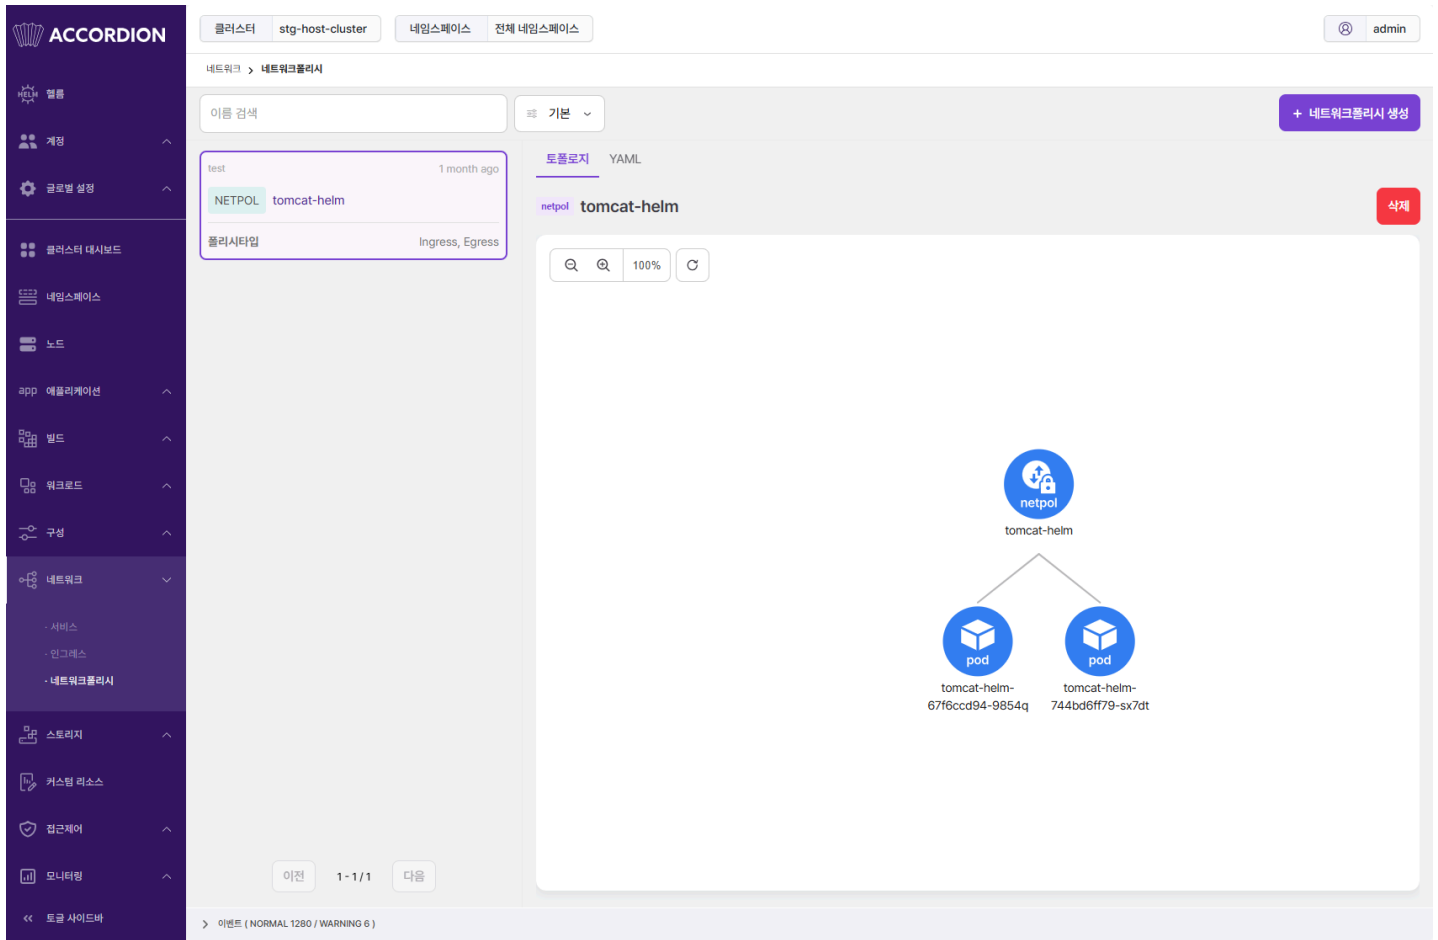 ACCORDION
클러스터 stg-host-cluster 네임스페이스 전체 네임스페이스 admin
네트워크 > 네트워크폴리시
HELM 헬름
계정
글로벌 설정
클러스터 대시보드
네임스페이스
노드
app 애플리케이션
빌드
워크로드
구성
네트워크
· 서비스
· 인그레스
· 네트워크폴리시
스토리지
커스텀 리소스
접근제어
모니터링
토글 사이드바
이름 검색 기본 + 네트워크폴리시 생성
test 1 month ago
NETPOL tomcat-helm
폴리시타입 Ingress, Egress
이전 1 - 1 / 1 다음
토폴로지 YAML
netpol tomcat-helm 삭제
100%
netpol
tomcat-helm
pod pod
tomcat-helm-
67f6ccd94-9854q
tomcat-helm-
744bd6ff79-sx7dt
이벤트 ( NORMAL 1280 / WARNING 6 )